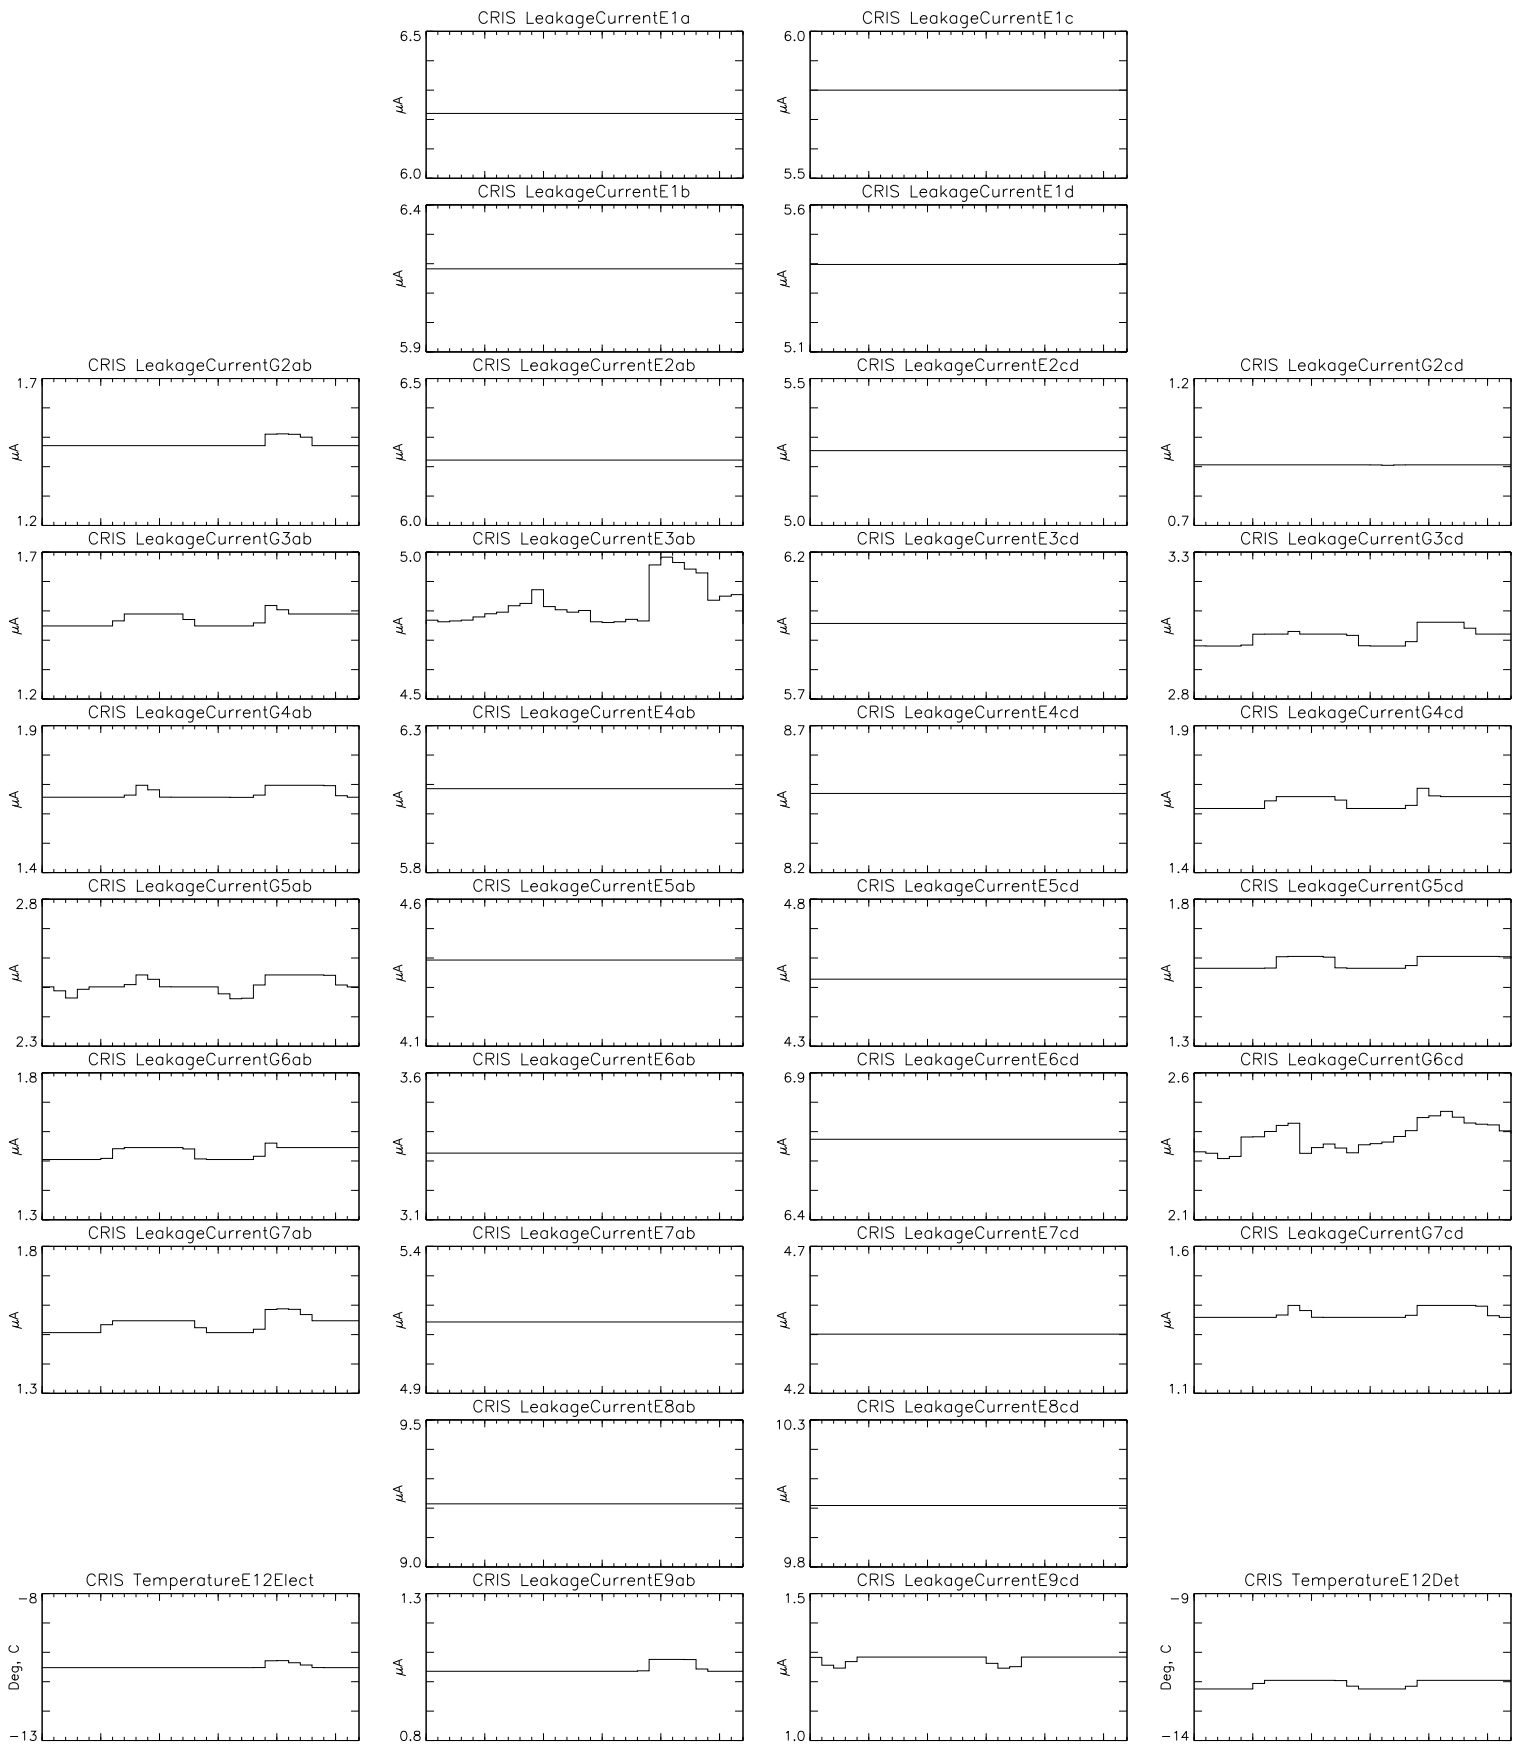 CRIS LeakageCurrentE1a
6.5
μA
6.0
CRIS LeakageCurrentE1c
6.0
μA
5.5
CRIS LeakageCurrentE1b
6.4
μA
5.9
CRIS LeakageCurrentE1d
5.6
μA
5.1
CRIS LeakageCurrentG2ab
1.7
μA
1.2
CRIS LeakageCurrentE2ab
6.5
μA
6.0
CRIS LeakageCurrentE2cd
5.5
μA
5.0
CRIS LeakageCurrentG2cd
1.2
μA
0.7
CRIS LeakageCurrentG3ab
1.7
μA
1.2
CRIS LeakageCurrentE3ab
5.0
μA
4.5
CRIS LeakageCurrentE3cd
6.2
μA
5.7
CRIS LeakageCurrentG3cd
3.3
μA
2.8
CRIS LeakageCurrentG4ab
1.9
μA
1.4
CRIS LeakageCurrentE4ab
6.3
μA
5.8
CRIS LeakageCurrentE4cd
8.7
μA
8.2
CRIS LeakageCurrentG4cd
1.9
μA
1.4
CRIS LeakageCurrentG5ab
2.8
μA
2.3
CRIS LeakageCurrentE5ab
4.6
μA
4.1
CRIS LeakageCurrentE5cd
4.8
μA
4.3
CRIS LeakageCurrentG5cd
1.8
μA
1.3
CRIS LeakageCurrentG6ab
1.8
μA
1.3
CRIS LeakageCurrentE6ab
3.6
μA
3.1
CRIS LeakageCurrentE6cd
6.9
μA
6.4
CRIS LeakageCurrentG6cd
2.6
μA
2.1
CRIS LeakageCurrentG7ab
1.8
μA
1.3
CRIS LeakageCurrentE7ab
5.4
μA
4.9
CRIS LeakageCurrentE7cd
4.7
μA
4.2
CRIS LeakageCurrentG7cd
1.6
μA
1.1
CRIS LeakageCurrentE8ab
9.5
μA
9.0
CRIS LeakageCurrentE8cd
10.3
μA
9.8
CRIS TemperatureE12Elect
-8
Deg, C
-13
CRIS LeakageCurrentE9ab
1.3
μA
0.8
CRIS LeakageCurrentE9cd
1.5
μA
1.0
CRIS TemperatureE12Det
-9
Deg, C
-14